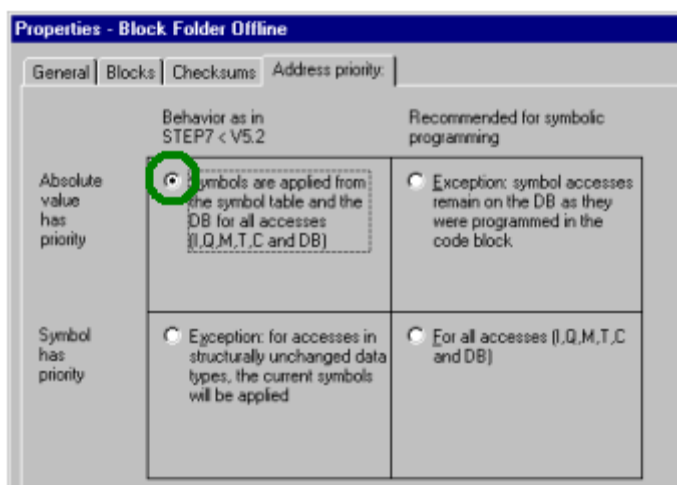 Properties - Block Folder Offline
General
Blocks
Checksums
Address priority:
Behavior as in
STEP7 < V5.2
Recommended for symbolic
programming
Absolute
value
has
priority
Symbols are applied from
the symbol table and the
DB for all accesses
(I,Q,M,T,C and DB)
Exception: symbol accesses
remain on the DB as they
were programmed in the
code block
Symbol
has
priority
Exception: for accesses in
structurally unchanged data
types, the current symbols
will be applied
For all accesses (I,Q,M,T,C
and DB)